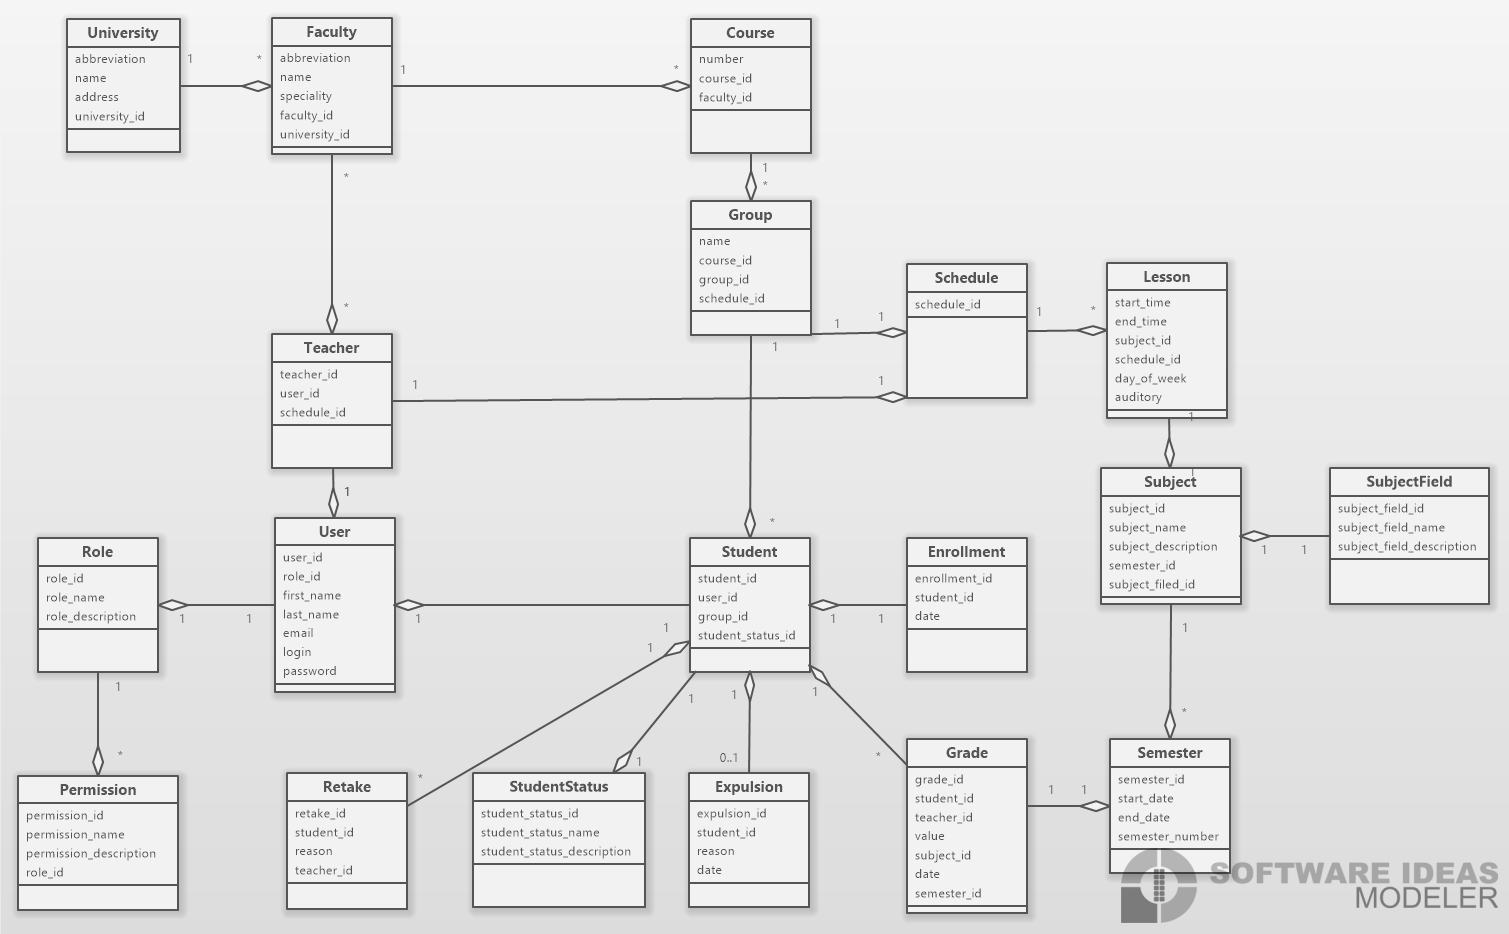 University
abbreviation
name
address
university_id
1
*
Faculty
abbreviation
name
speciality
faculty_id
university_id
1
*
Course
number
course_id
faculty_id
*
*
1
*
Group
name
course_id
group_id
schedule_id
1
1
1
Schedule
schedule_id
1
*
Lesson
start_time
end_time
subject_id
schedule_id
day_of_week
auditory
1
1
Teacher
teacher_id
user_id
schedule_id
1
1
1
*
Subject
subject_id
subject_name
subject_description
semester_id
subject_filed_id
1
1
SubjectField
subject_field_id
subject_field_name
subject_field_description
Role
role_id
role_name
role_description
1
1
User
user_id
role_id
first_name
last_name
email
login
password
1
1
Student
student_id
user_id
group_id
student_status_id
1
1
Enrollment
enrollment_id
student_id
date
1
1
1
1
1
1
*
*
*
0..1
1
*
*
Permission
permission_id
permission_name
permission_description
role_id
Retake
retake_id
student_id
reason
teacher_id
StudentStatus
student_status_id
student_status_name
student_status_description
Expulsion
expulsion_id
student_id
reason
date
Grade
grade_id
student_id
teacher_id
value
subject_id
date
semester_id
1
1
Semester
semester_id
start_date
end_date
semester_number
SOFTWARE IDEAS
MODELER